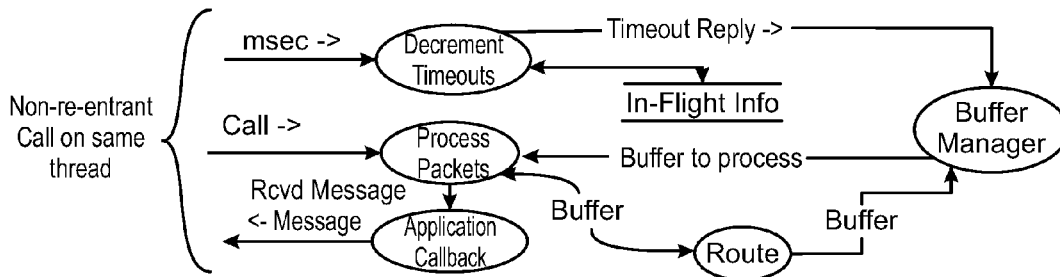 msec ->
Decrement
Timeouts
Timeout Reply ->
In-Flight Info
Non-re-entrant
Call on same
thread
Call ->
Process
Packets
Buffer to process
Buffer
Manager
Rcvd Message
<- Message
Application
Callback
Buffer
Route
Buffer